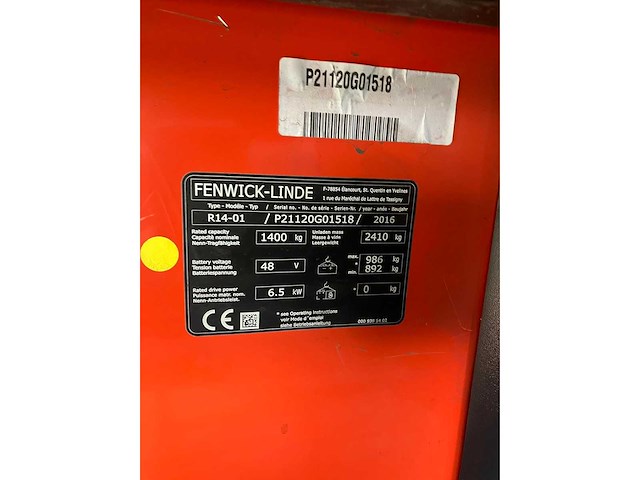 P21120G01518
FENWICK-LINDE
F-78854 Élancourt, St. Quentin en Yvelines
1 rue du Maréchal de Lattre de Tassigny
Type - Modèle - Typ / Serial no. - No. de série - Serien-Nr. / year - année - Baujahr
R14-01 / P21120G01518 / 2016
Rated capacity
Capacité nominale
Nenn-Tragfähigkeit
1400 kg
Unladen mass
Masse à vide
Leergewicht
2410 kg
Battery voltage
Tension batterie
Batteriespannung
48 V
max. * 986 kg
min. * 892 kg
Rated drive power
Puissance motr. nom.
Nenn-Antriebsleist.
6.5 kW
* 0 kg
CE
* see Operating instructions
voir Mode d'emploi
siehe Betriebsanleitung